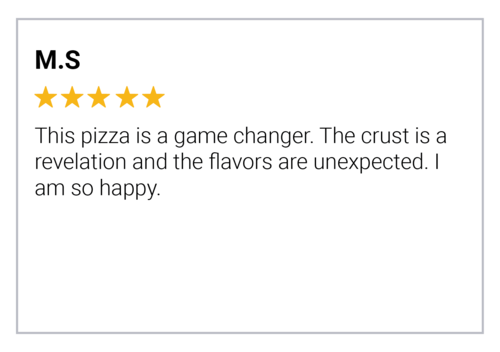 M.S
This pizza is a game changer. The crust is a
revelation and the flavors are unexpected. I
am so happy.